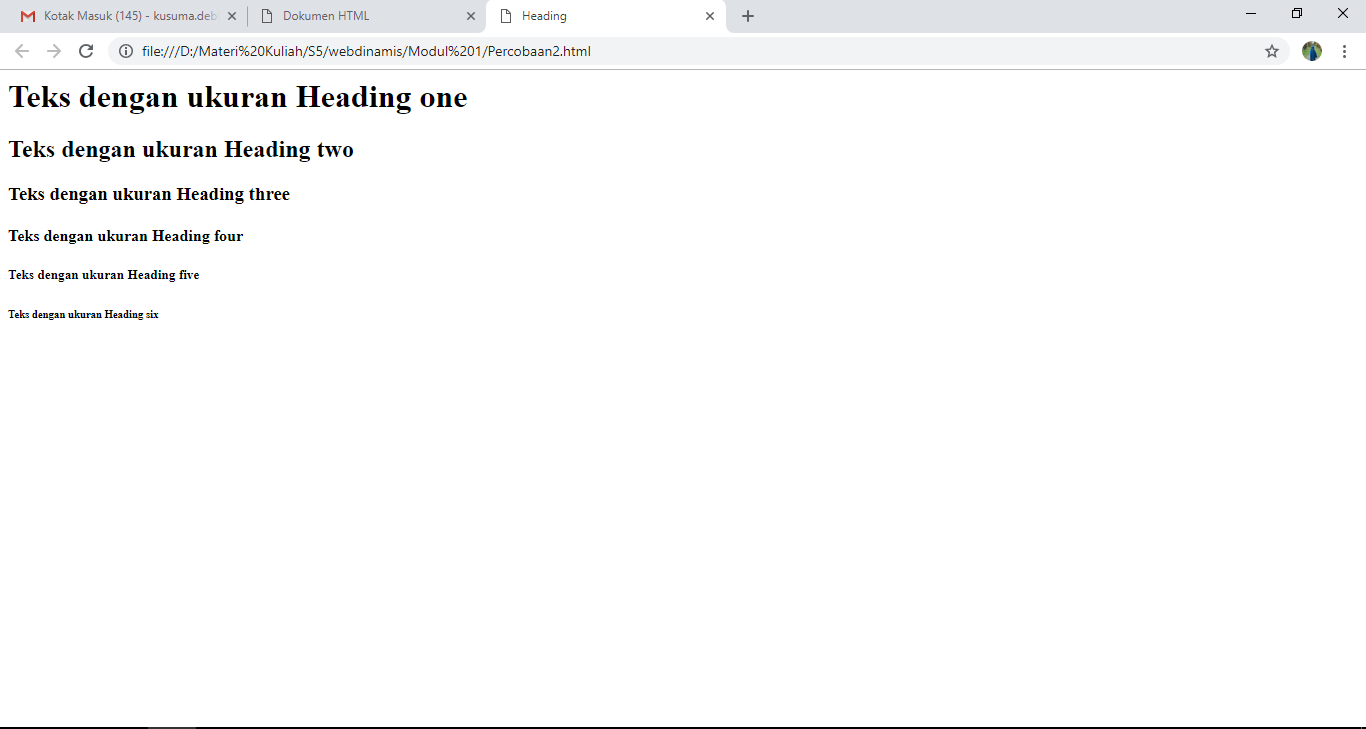 Kotak Masuk (145) - kusuma.deb
Dokumen HTML
Heading
file:///D:/Materi%20Kuliah/S5/webdinamis/Modul%201/Percobaan2.html
Teks dengan ukuran Heading one
Teks dengan ukuran Heading two
Teks dengan ukuran Heading three
Teks dengan ukuran Heading four
Teks dengan ukuran Heading five
Teks dengan ukuran Heading six